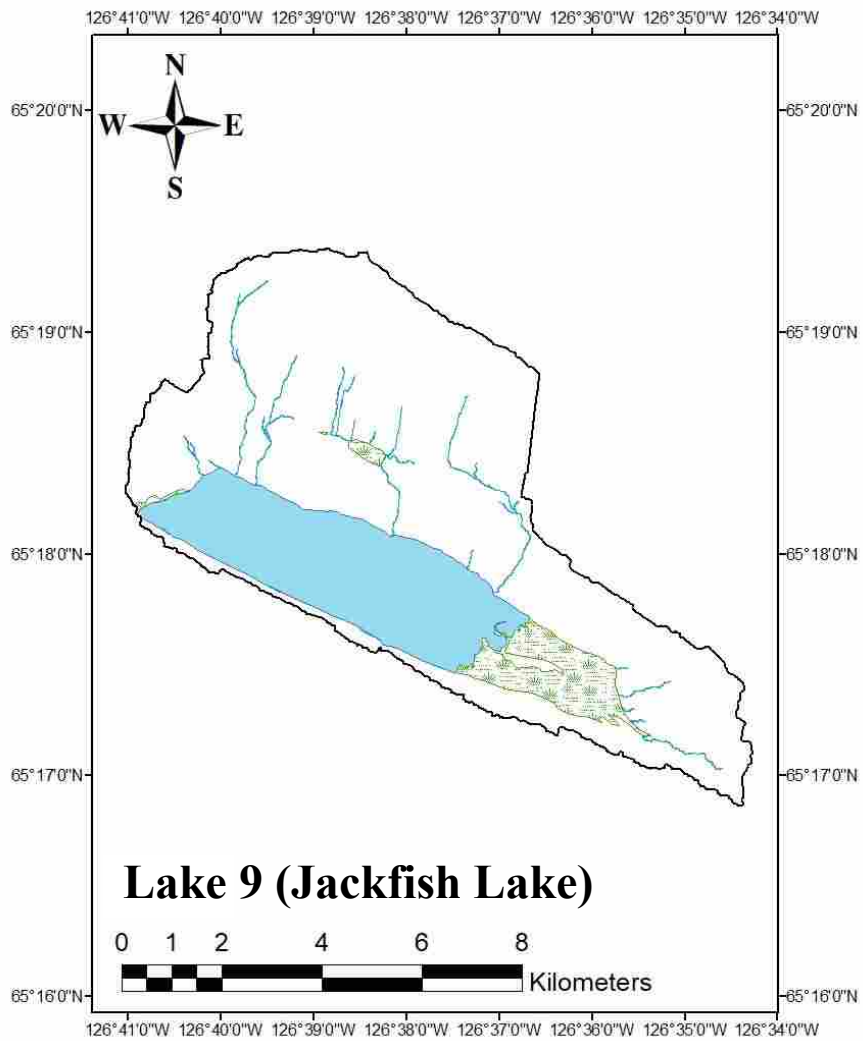 126°41'0"W 126°40'0"W 126°39'0"W 126°38'0"W 126°37'0"W 126°36'0"W 126°35'0"W 126°34'0"W
N
65°20'0"N 65°20'0"N
W E
S
65°19'0"N 65°19'0"N
65°18'0"N 65°18'0"N
65°17'0"N 65°17'0"N
Lake 9 (Jackfish Lake)
0 1 2 4 6 8
Kilometers
65°16'0"N 65°16'0"N
126°41'0"W 126°40'0"W 126°39'0"W 126°38'0"W 126°37'0"W 126°36'0"W 126°35'0"W 126°34'0"W